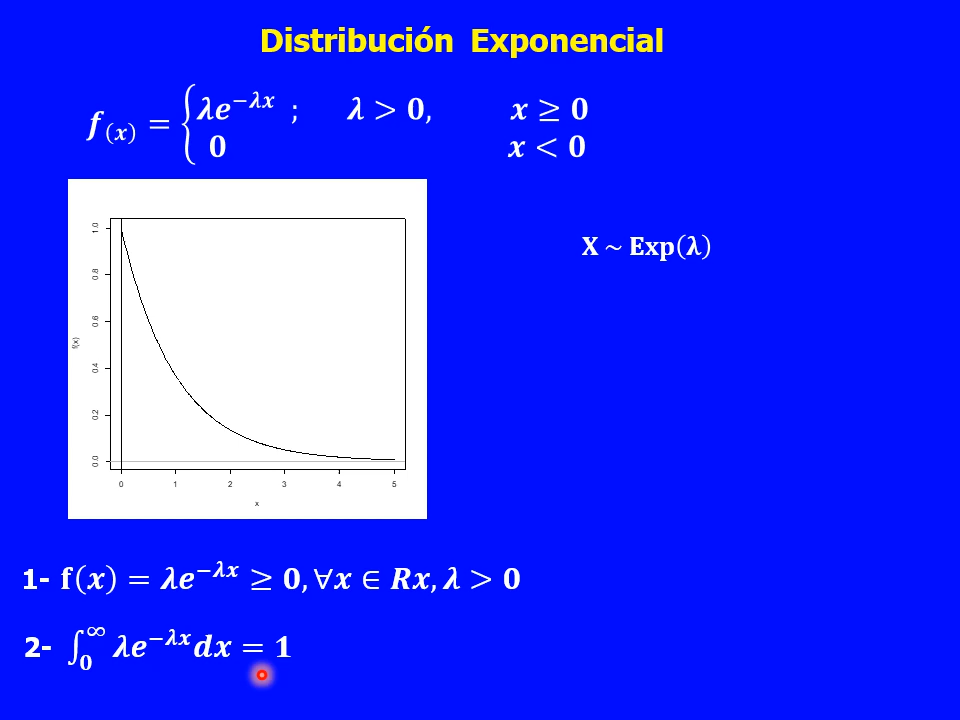 Distribución Exponencial
𝒇₍ₓ₎ = { 𝝀𝒆^{−𝝀𝒙} ; 𝝀 > 𝟎, 𝒙 ≥ 𝟎
𝟎 𝒙 < 𝟎
X ~ Exp(λ)
1.0
0.8
0.6
0.4
0.2
0.0
f(x)
0 1 2 3 4 5
x
1- f(𝒙) = 𝝀𝒆^{−𝝀𝒙} ≥ 𝟎, ∀𝒙 ∈ 𝑹𝒙, 𝝀 > 𝟎
2- ∫₀^∞ 𝝀𝒆^{−𝝀𝒙}𝒅𝒙 = 𝟏